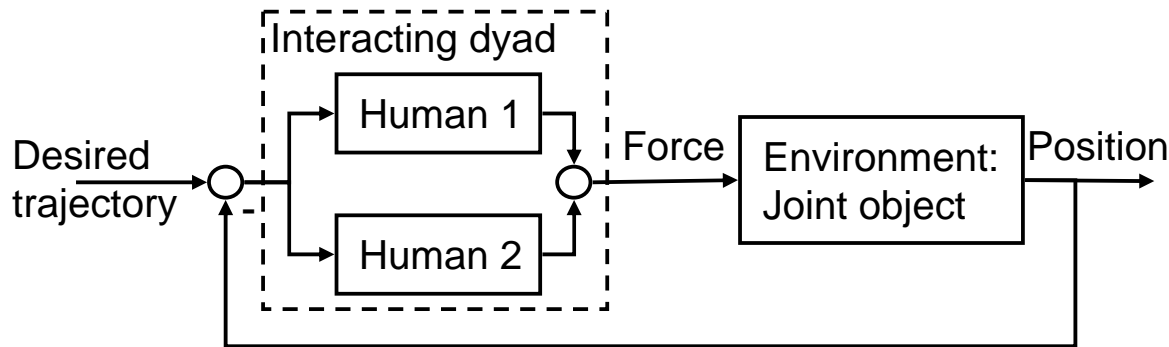 Interacting dyad
Human 1
Desired
trajectory
-
Human 2
Force
Environment:
Joint object
Position